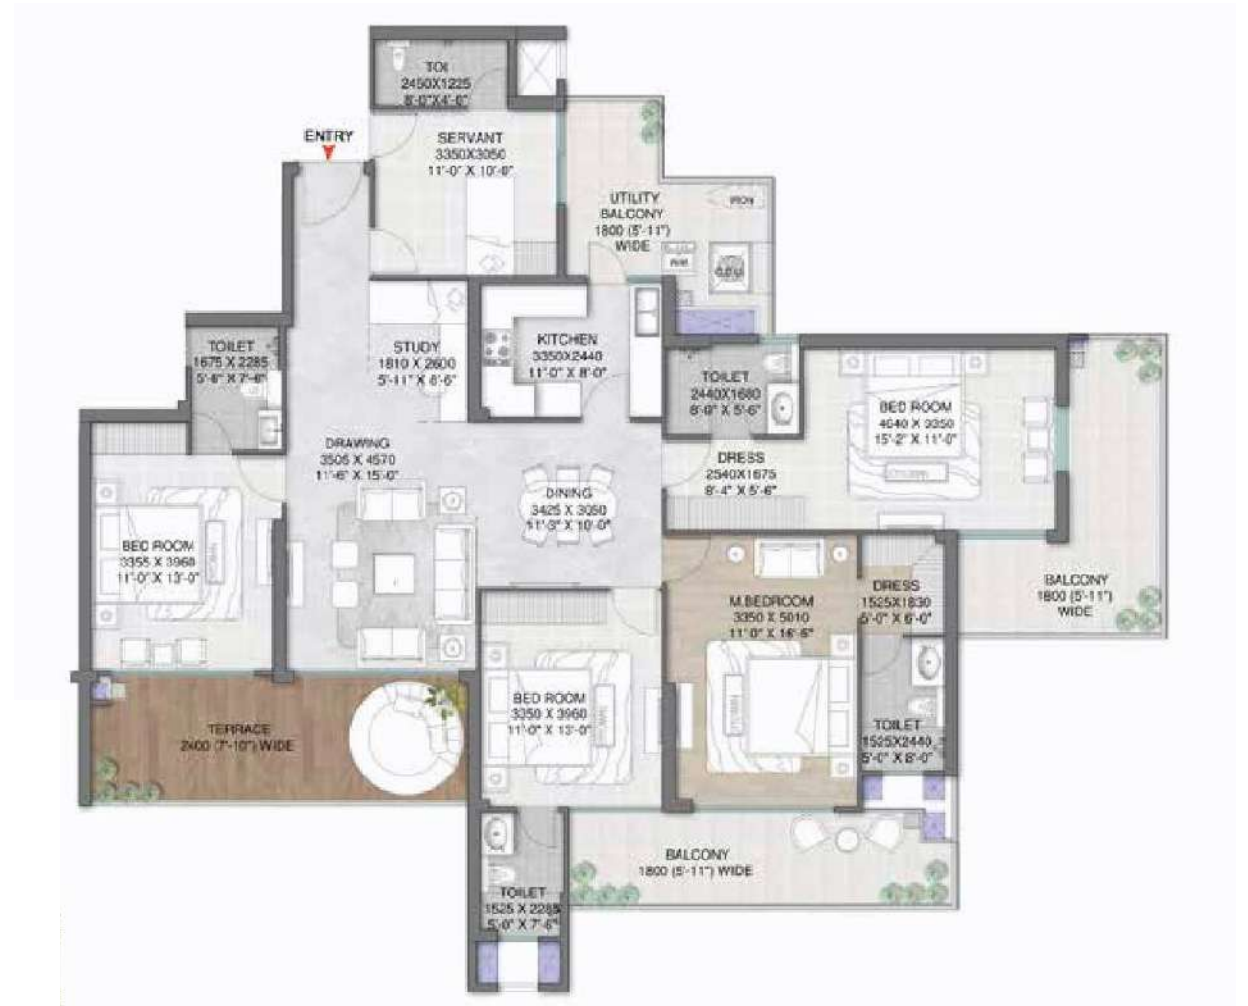 TOI
2450X1225
8'-0"X4'-0"
ENTRY
SERVANT
3350X3050
11'-0" X 10'-0"
UTILITY
BALCONY
1800 (5'-11")
WIDE
IRON
W/M
TOILET
1675 X 2285
5'-6" X 7'-6"
STUDY
1810 X 2600
5'-11" X 8'-6"
KITCHEN
3350X2440
11'-0" X 8'-0"
TOILET
2440X1680
8'-0" X 5'-6"
BED ROOM
4640 X 3350
15'-2" X 11'-0"
DRAWING
3505 X 4570
11'-6" X 15'-0"
DRESS
2540X1675
8'-4" X 5'-6"
DINING
3425 X 3050
11'-3" X 10'-0"
BED ROOM
3355 X 3960
11'-0" X 13'-0"
M.BEDROOM
3350 X 5010
11'-0" X 16'-5"
DRESS
1525X1830
5'-0" X 6'-0"
BALCONY
1800 (5'-11")
WIDE
BED ROOM
3350 X 3960
11'-0" X 13'-0"
TERRACE
2400 (7'-10") WIDE
TOILET
1525X2440
5'-0" X 8'-0"
BALCONY
1800 (5'-11") WIDE
TOILET
1525 X 2285
5'-0" X 7'-6"